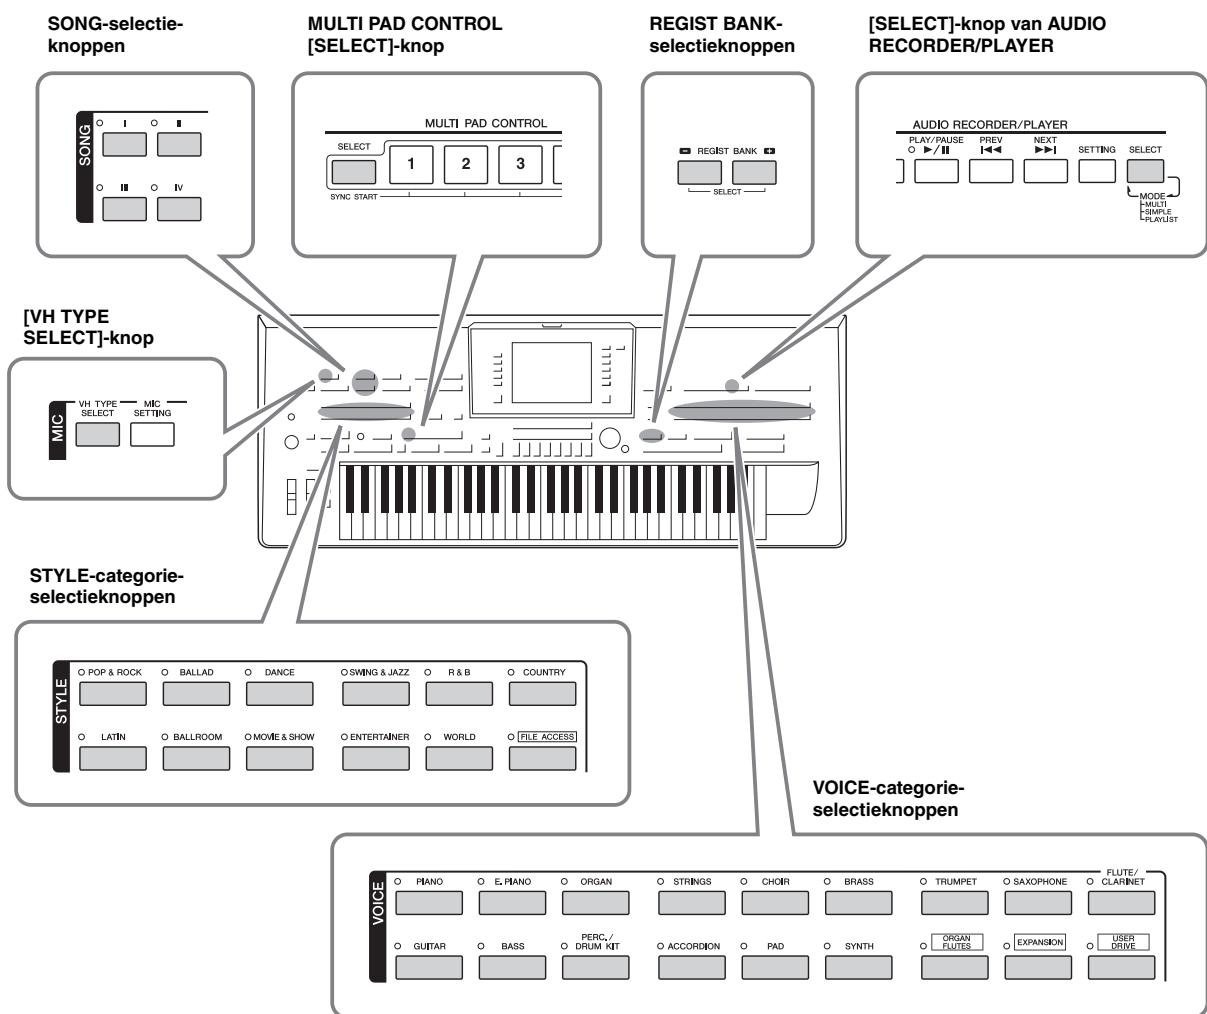 SONG-selectie-
knoppen
MULTI PAD CONTROL
[SELECT]-knop
REGIST BANK-
selectieknoppen
[SELECT]-knop van AUDIO
RECORDER/PLAYER
SONG
I
II
III
IV
MULTI PAD CONTROL
SELECT
1
2
3
SYNC START
REGIST BANK
SELECT
AUDIO RECORDER/PLAYER
PLAY/PAUSE
PREV
NEXT
SETTING
SELECT
MODE
MULTI
SIMPLE
PLAYLIST
[VH TYPE
SELECT]-knop
MIC
VH TYPE
SELECT
MIC
SETTING
STYLE-categorie-
selectieknoppen
STYLE
POP & ROCK
BALLAD
DANCE
SWING & JAZZ
R & B
COUNTRY
LATIN
BALLROOM
MOVIE & SHOW
ENTERTAINER
WORLD
FILE ACCESS
VOICE-categorie-
selectieknoppen
VOICE
PIANO
E. PIANO
ORGAN
STRINGS
CHOIR
BRASS
TRUMPET
SAXOPHONE
FLUTE/
CLARINET
GUITAR
BASS
PERC./
DRUM KIT
ACCORDION
PAD
SYNTH
ORGAN
FLUTES
EXPANSION
USER
DRIVE